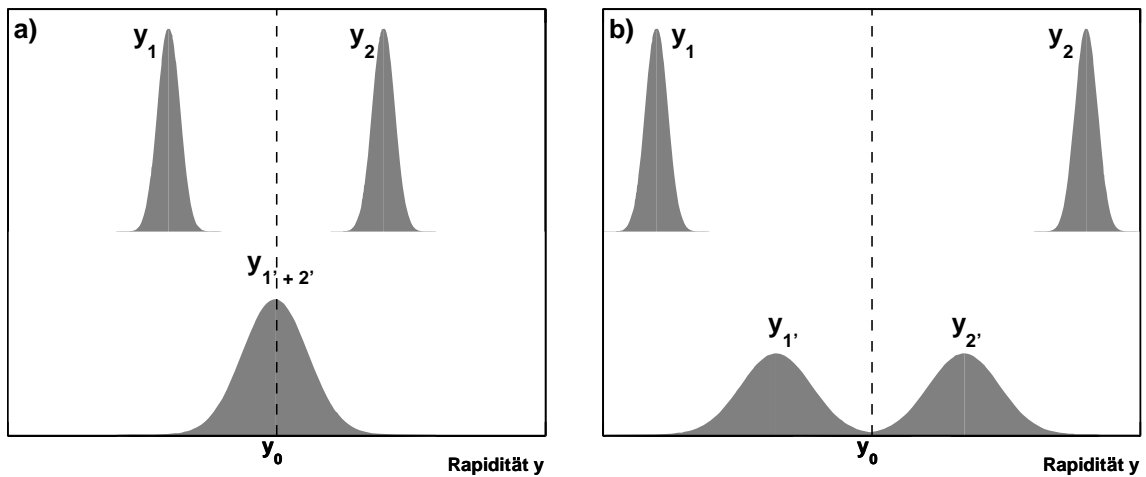 a)
y1
y2
y1' + 2'
y0
Rapidität y
b)
y1
y2
y1'
y2'
y0
Rapidität y